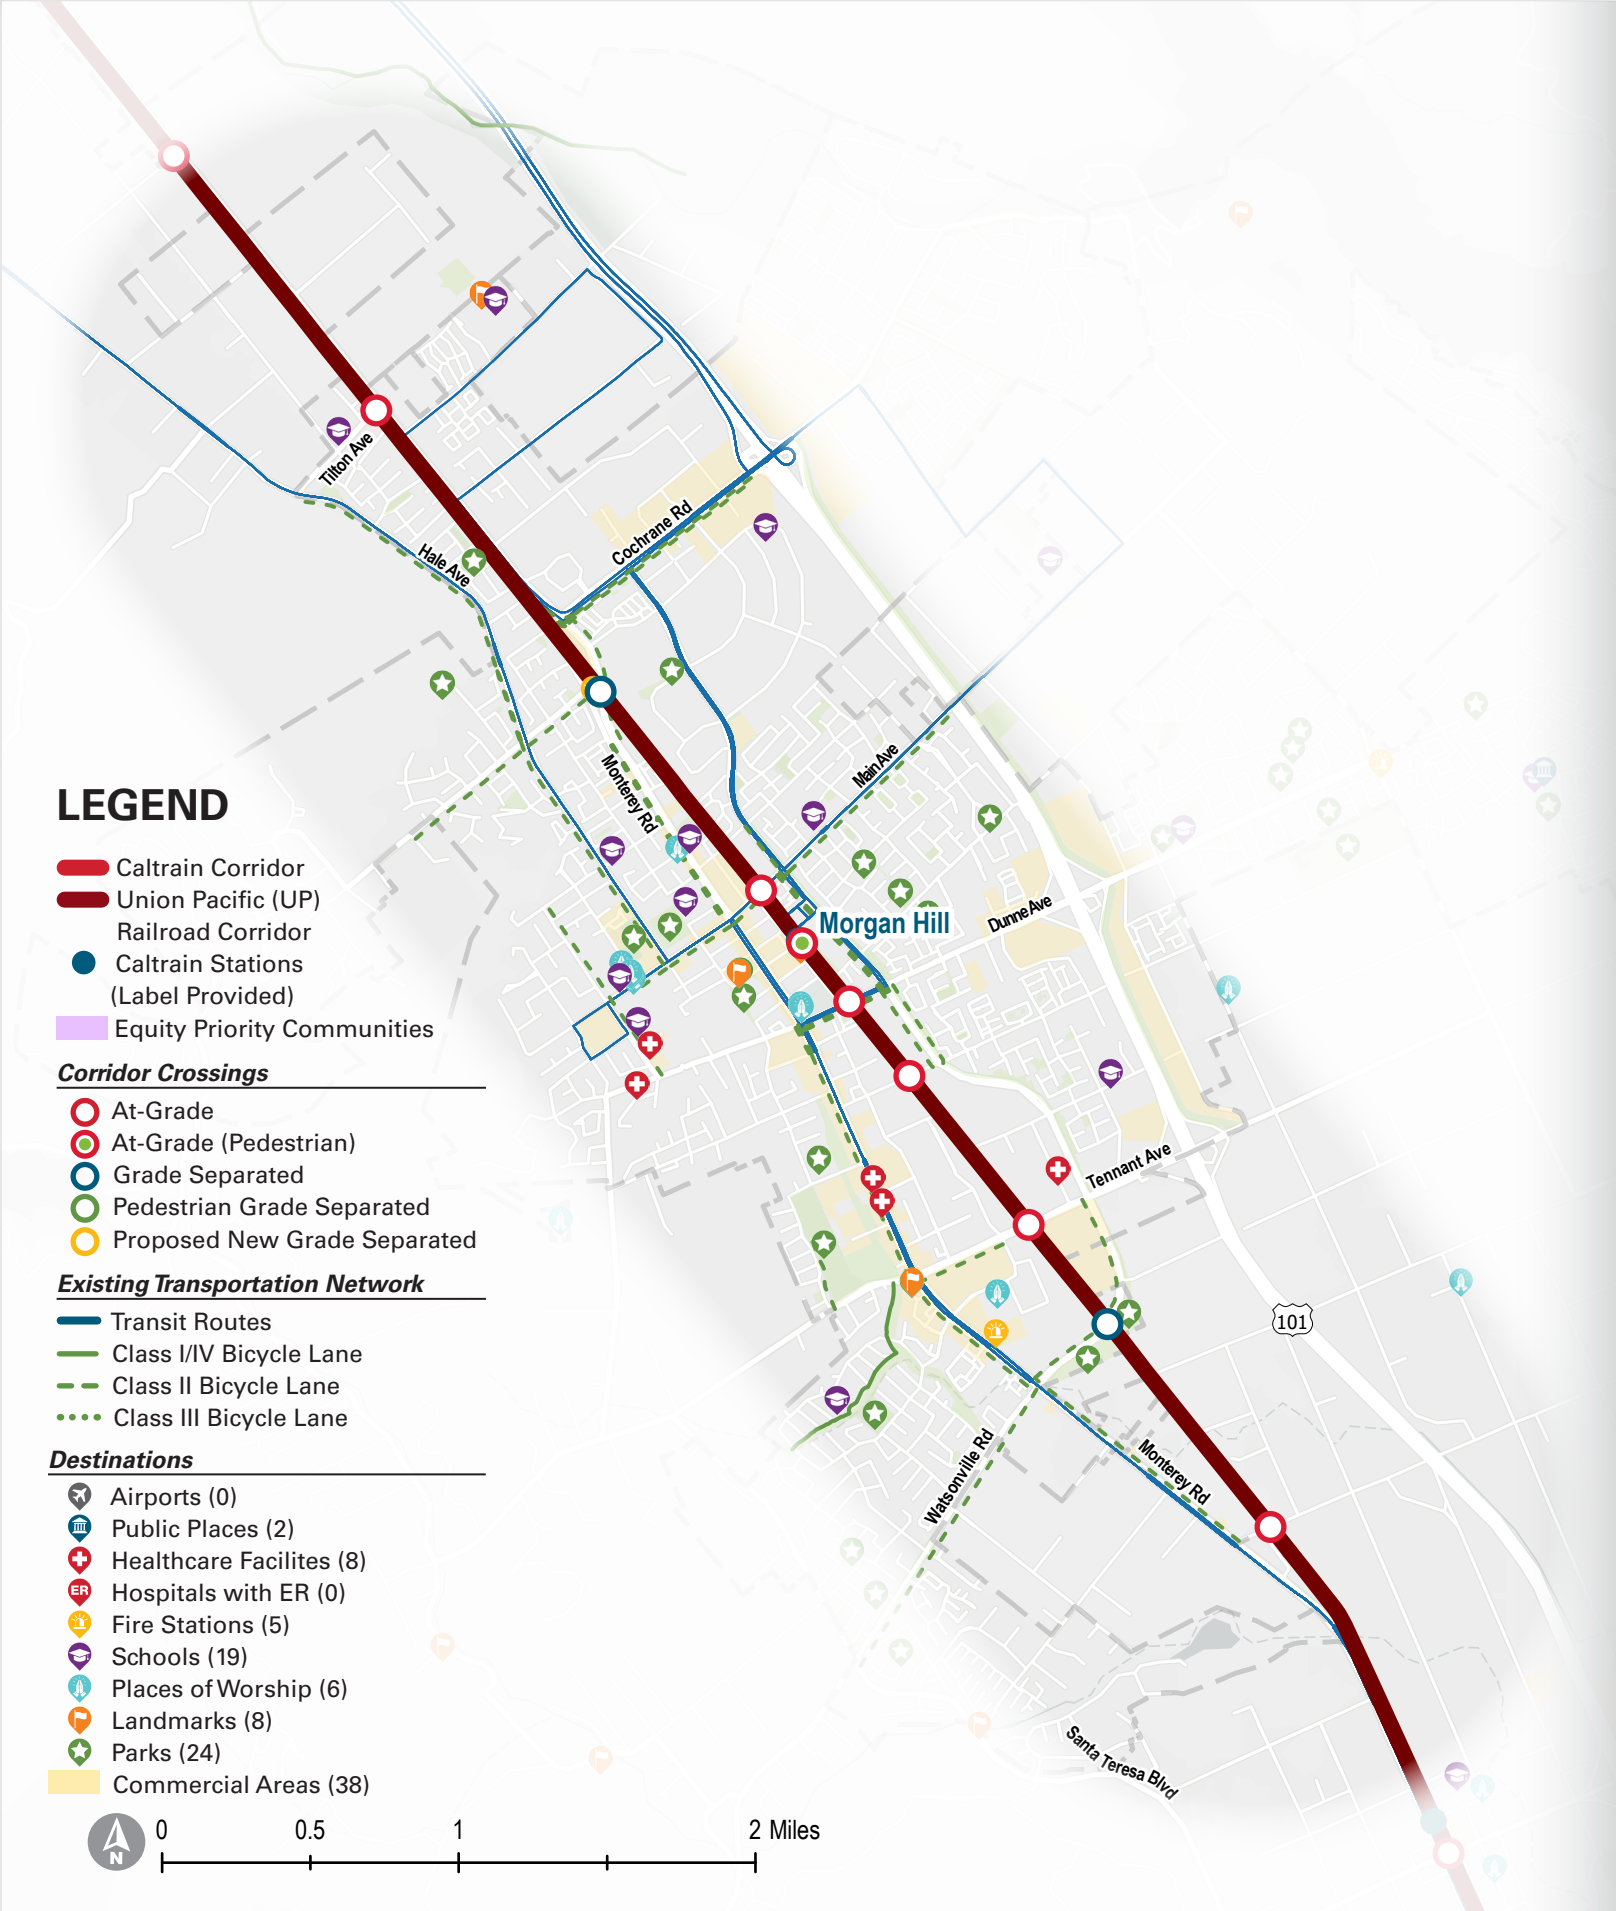 Tilton Ave
Hale Ave
Cochrane Rd
Monterey Rd
Main Ave
Morgan Hill
Dunne Ave
Tennant Ave
101
Watsonville Rd
Monterey Rd
Santa Teresa Blvd
LEGEND
Caltrain Corridor
Union Pacific (UP)
Railroad Corridor
Caltrain Stations
(Label Provided)
Equity Priority Communities
Corridor Crossings
At-Grade
At-Grade (Pedestrian)
Grade Separated
Pedestrian Grade Separated
Proposed New Grade Separated
Existing Transportation Network
Transit Routes
Class I/IV Bicycle Lane
Class II Bicycle Lane
Class III Bicycle Lane
Destinations
Airports (0)
Public Places (2)
Healthcare Facilites (8)
ER Hospitals with ER (0)
Fire Stations (5)
Schools (19)
Places of Worship (6)
Landmarks (8)
Parks (24)
Commercial Areas (38)
N
0 0.5 1 2 Miles